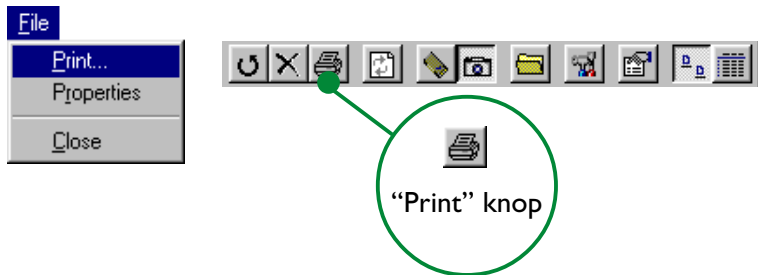 File
Print...
Properties
Close
“Print” knop